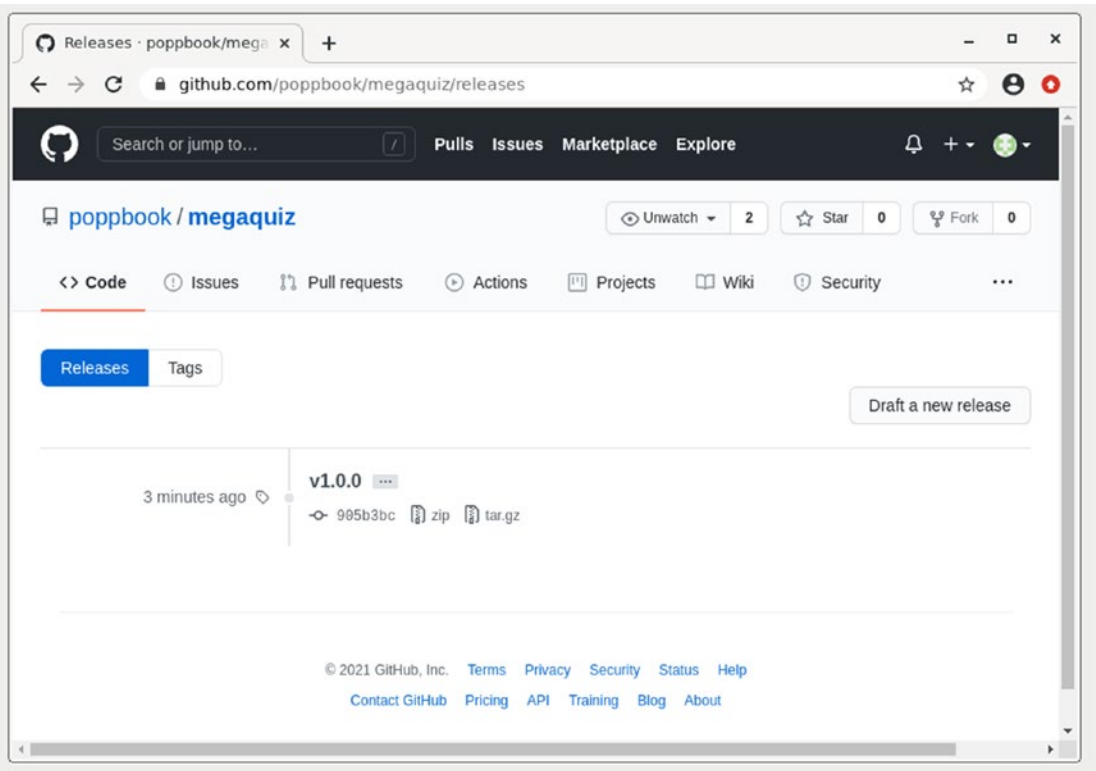 Releases · poppbook/mega
github.com/poppbook/megaquiz/releases
Search or jump to… / Pulls Issues Marketplace Explore
poppbook / megaquiz Unwatch 2 Star 0 Fork 0
<> Code Issues Pull requests Actions Projects Wiki Security ...
Releases Tags
Draft a new release
v1.0.0 ...
3 minutes ago
905b3bc zip tar.gz
© 2021 GitHub, Inc. Terms Privacy Security Status Help
Contact GitHub Pricing API Training Blog About